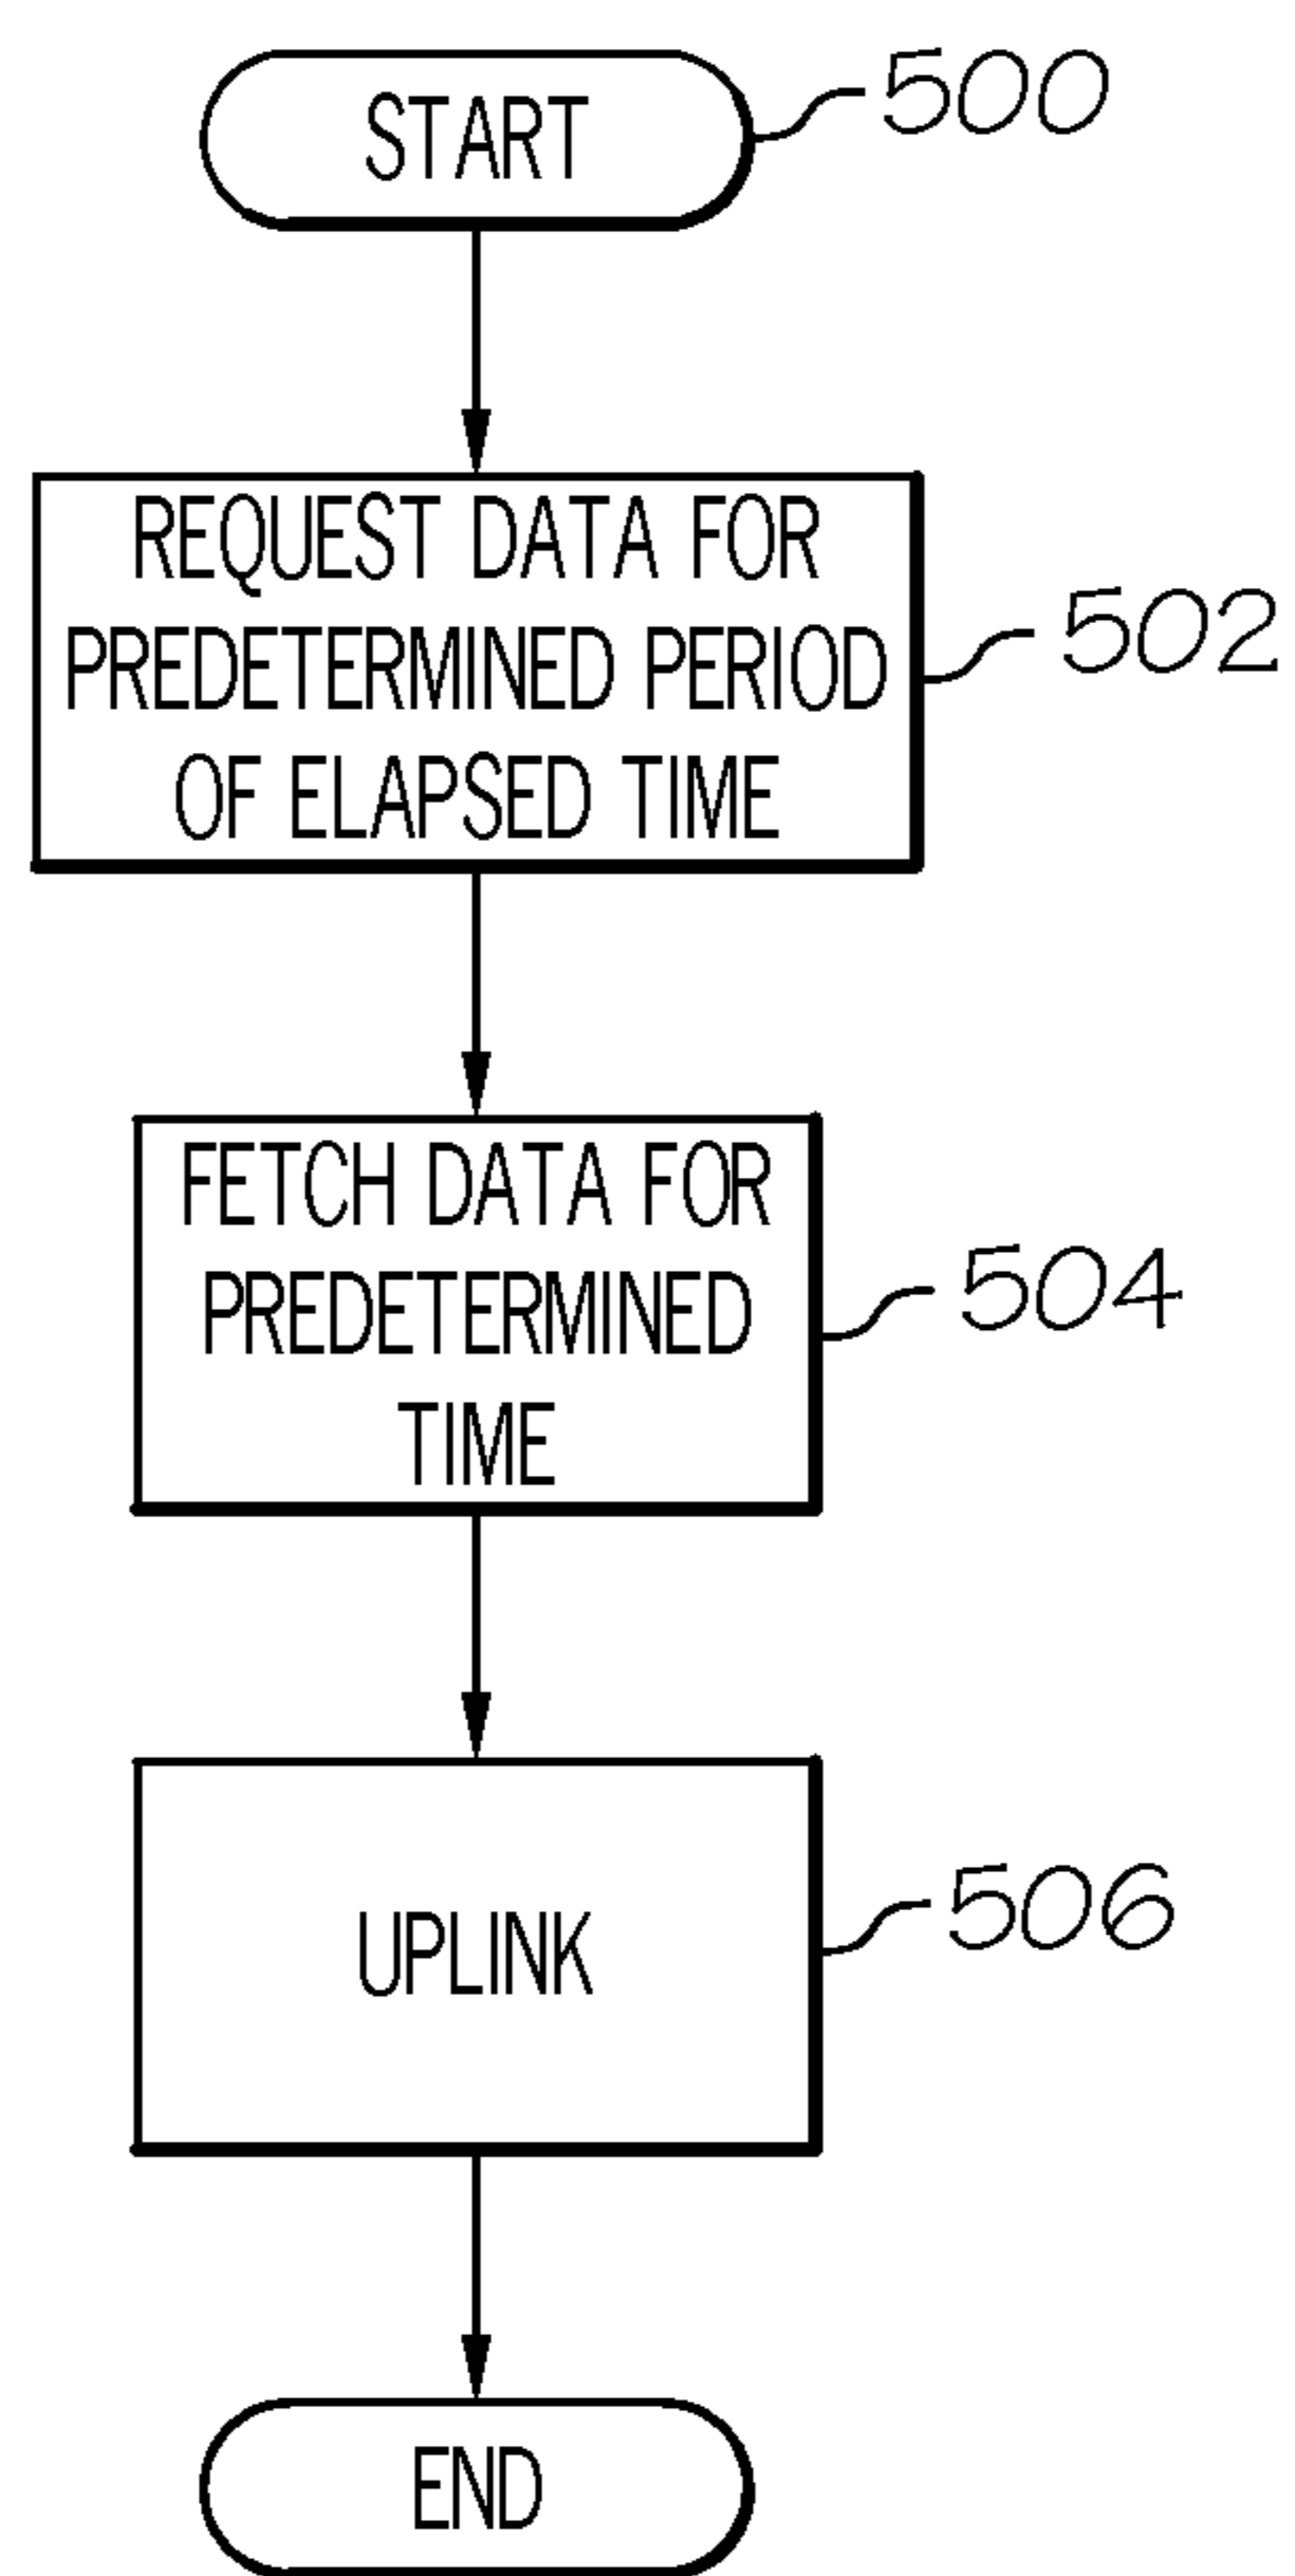 START
500
REQUEST DATA FOR
PREDETERMINED PERIOD
OF ELAPSED TIME
502
FETCH DATA FOR
PREDETERMINED
TIME
504
UPLINK
506
END